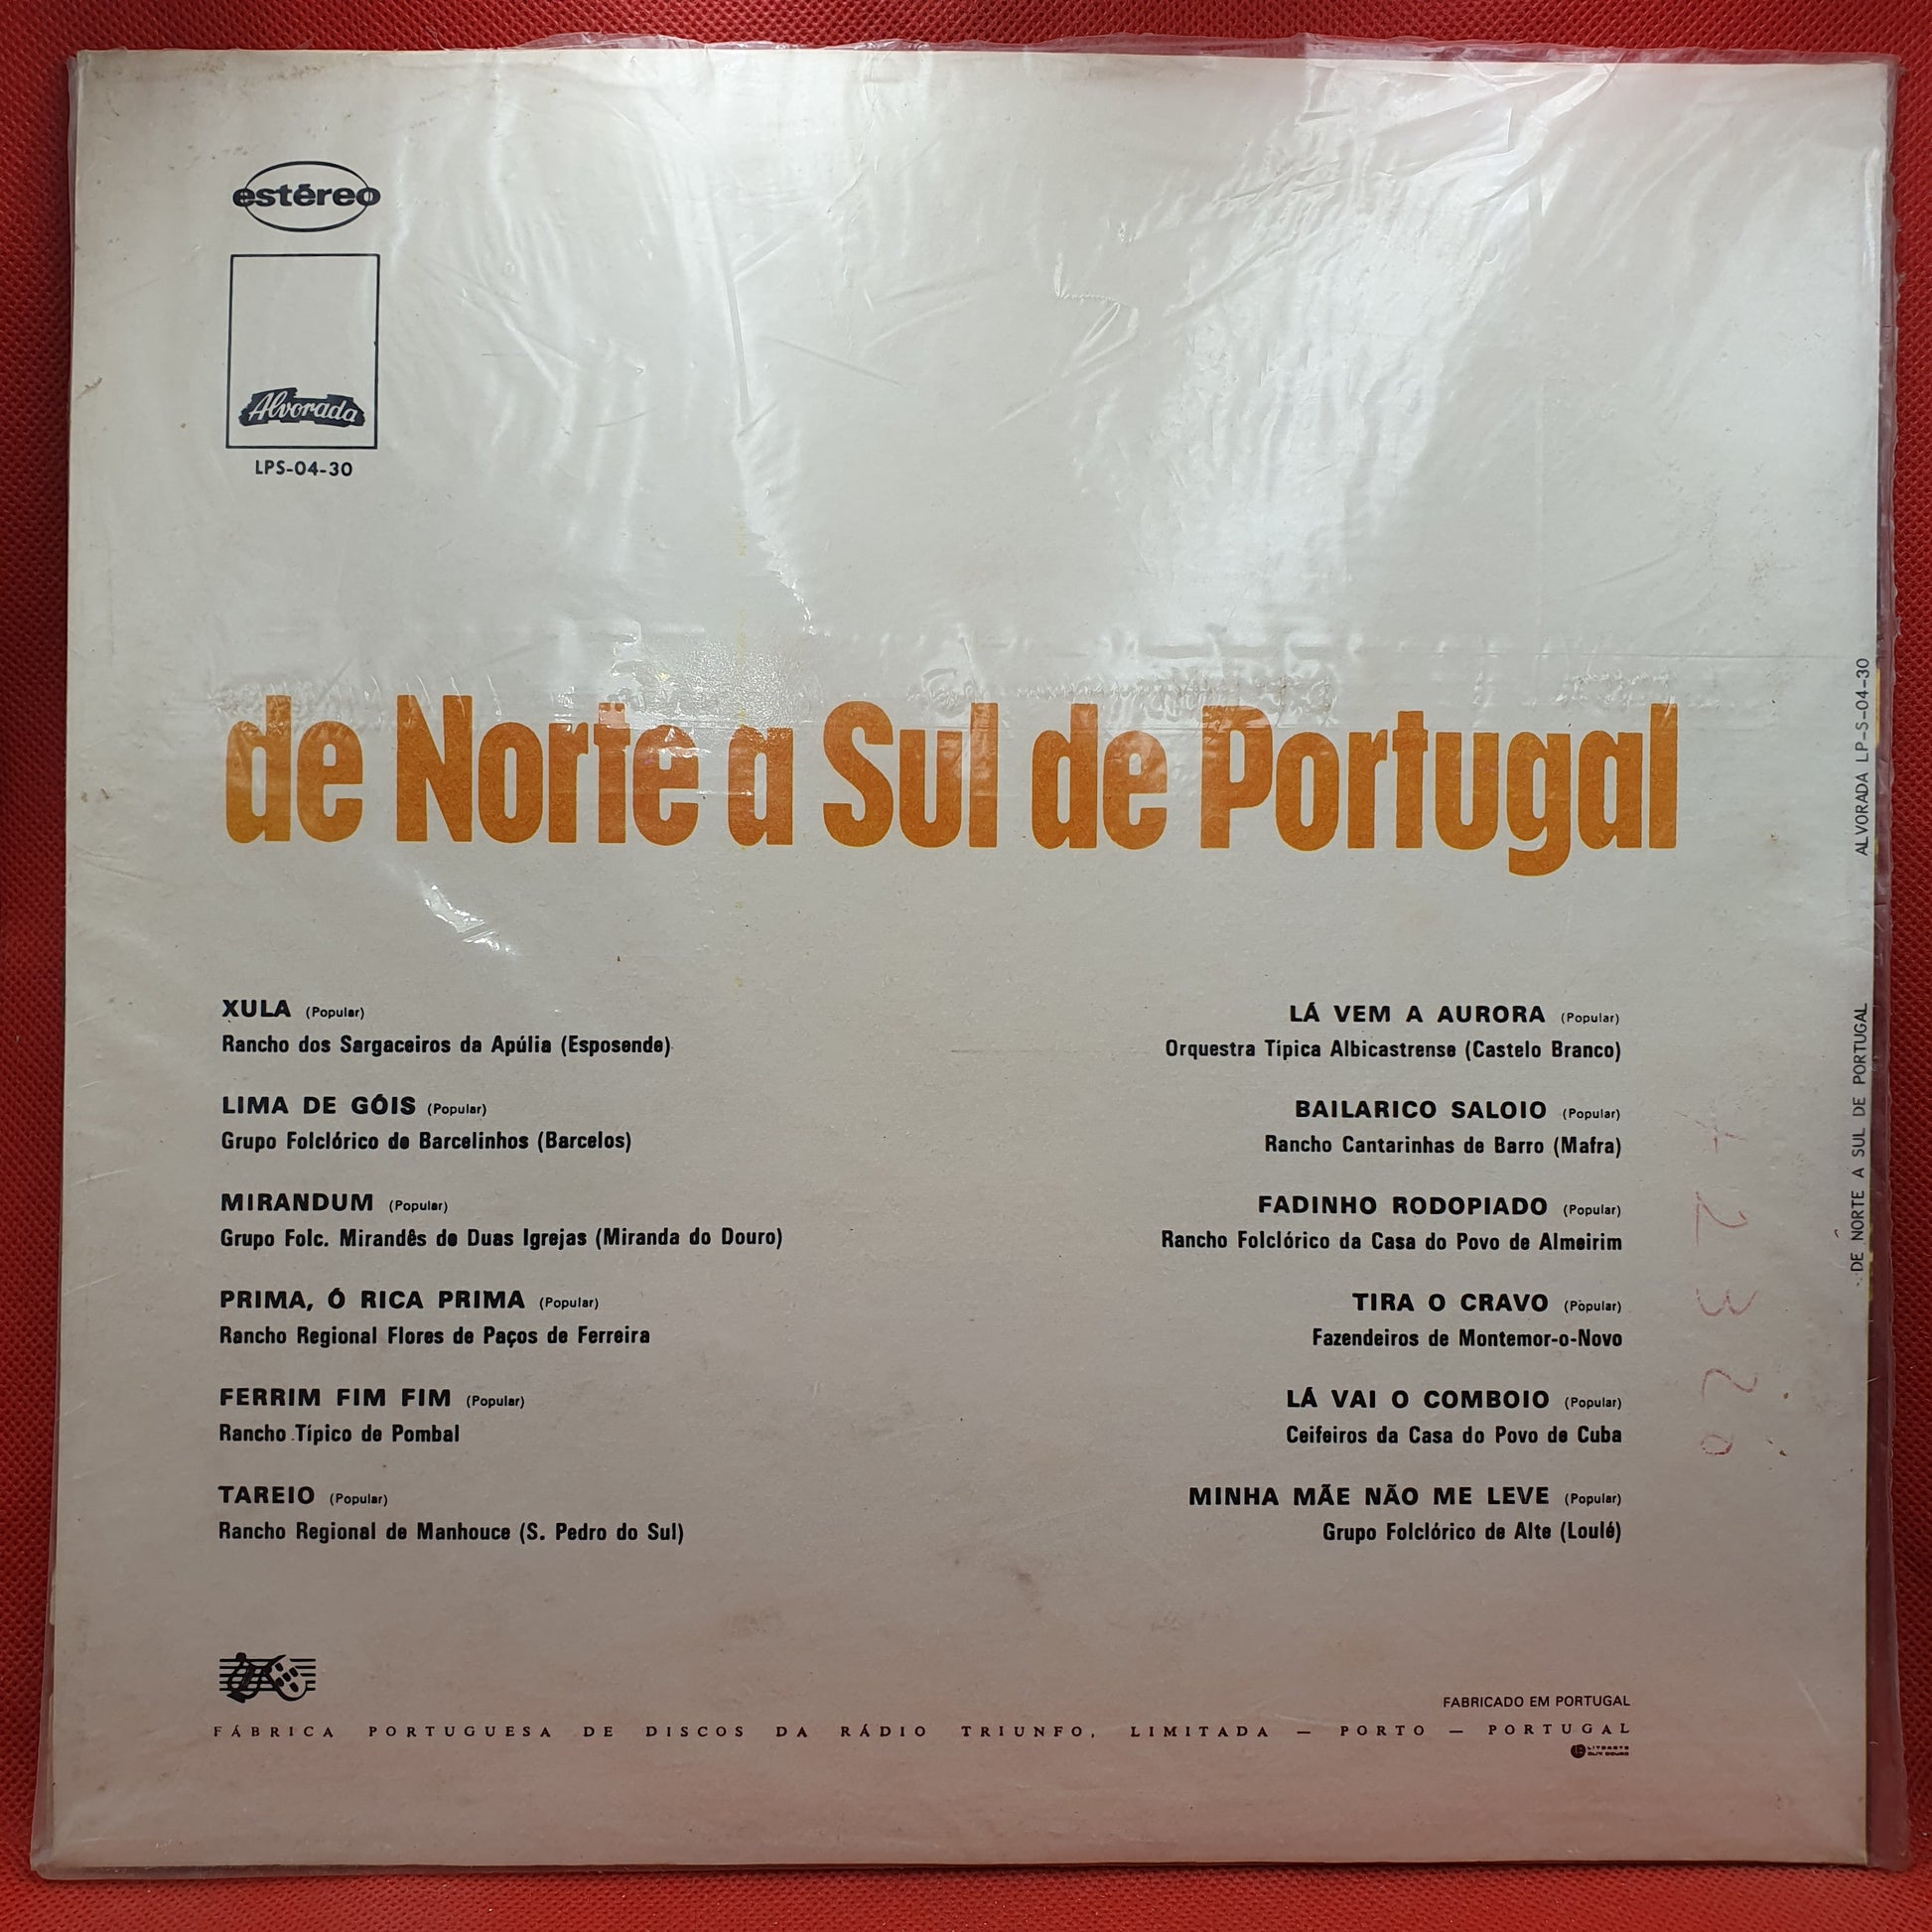 estéreo
Alvorada
LPS-04-30
de Norte a Sul de Portugal
XULA (Popular)
Rancho dos Sargaceiros da Apúlia (Esposende)
LIMA DE GÓIS (Popular)
Grupo Folclórico de Barcelinhos (Barcelos)
MIRANDUM (Popular)
Grupo Folc. Mirandês de Duas Igrejas (Miranda do Douro)
PRIMA, Ó RICA PRIMA (Popular)
Rancho Regional Flores de Paços de Ferreira
FERRIM FIM FIM (Popular)
Rancho Típico de Pombal
TAREIO (Popular)
Rancho Regional de Manhouce (S. Pedro do Sul)
LÁ VEM A AURORA (Popular)
Orquestra Típica Albicastrense (Castelo Branco)
BAILARICO SALOIO (Popular)
Rancho Cantarinhas de Barro (Mafra)
FADINHO RODOPIADO (Popular)
Rancho Folclórico da Casa do Povo de Almeirim
TIRA O CRAVO (Popular)
Fazendeiros de Montemor-o-Novo
LÁ VAI O COMBOIO (Popular)
Ceifeiros da Casa do Povo de Cuba
MINHA MÃE NÃO ME LEVE (Popular)
Grupo Folclórico de Alte (Loulé)
DE NORTE A SUL DE PORTUGAL
ALVORADA LP-S-04-30
FABRICADO EM PORTUGAL
FÁBRICA PORTUGUESA DE DISCOS DA RÁDIO TRIUNFO, LIMITADA — PORTO — PORTUGAL